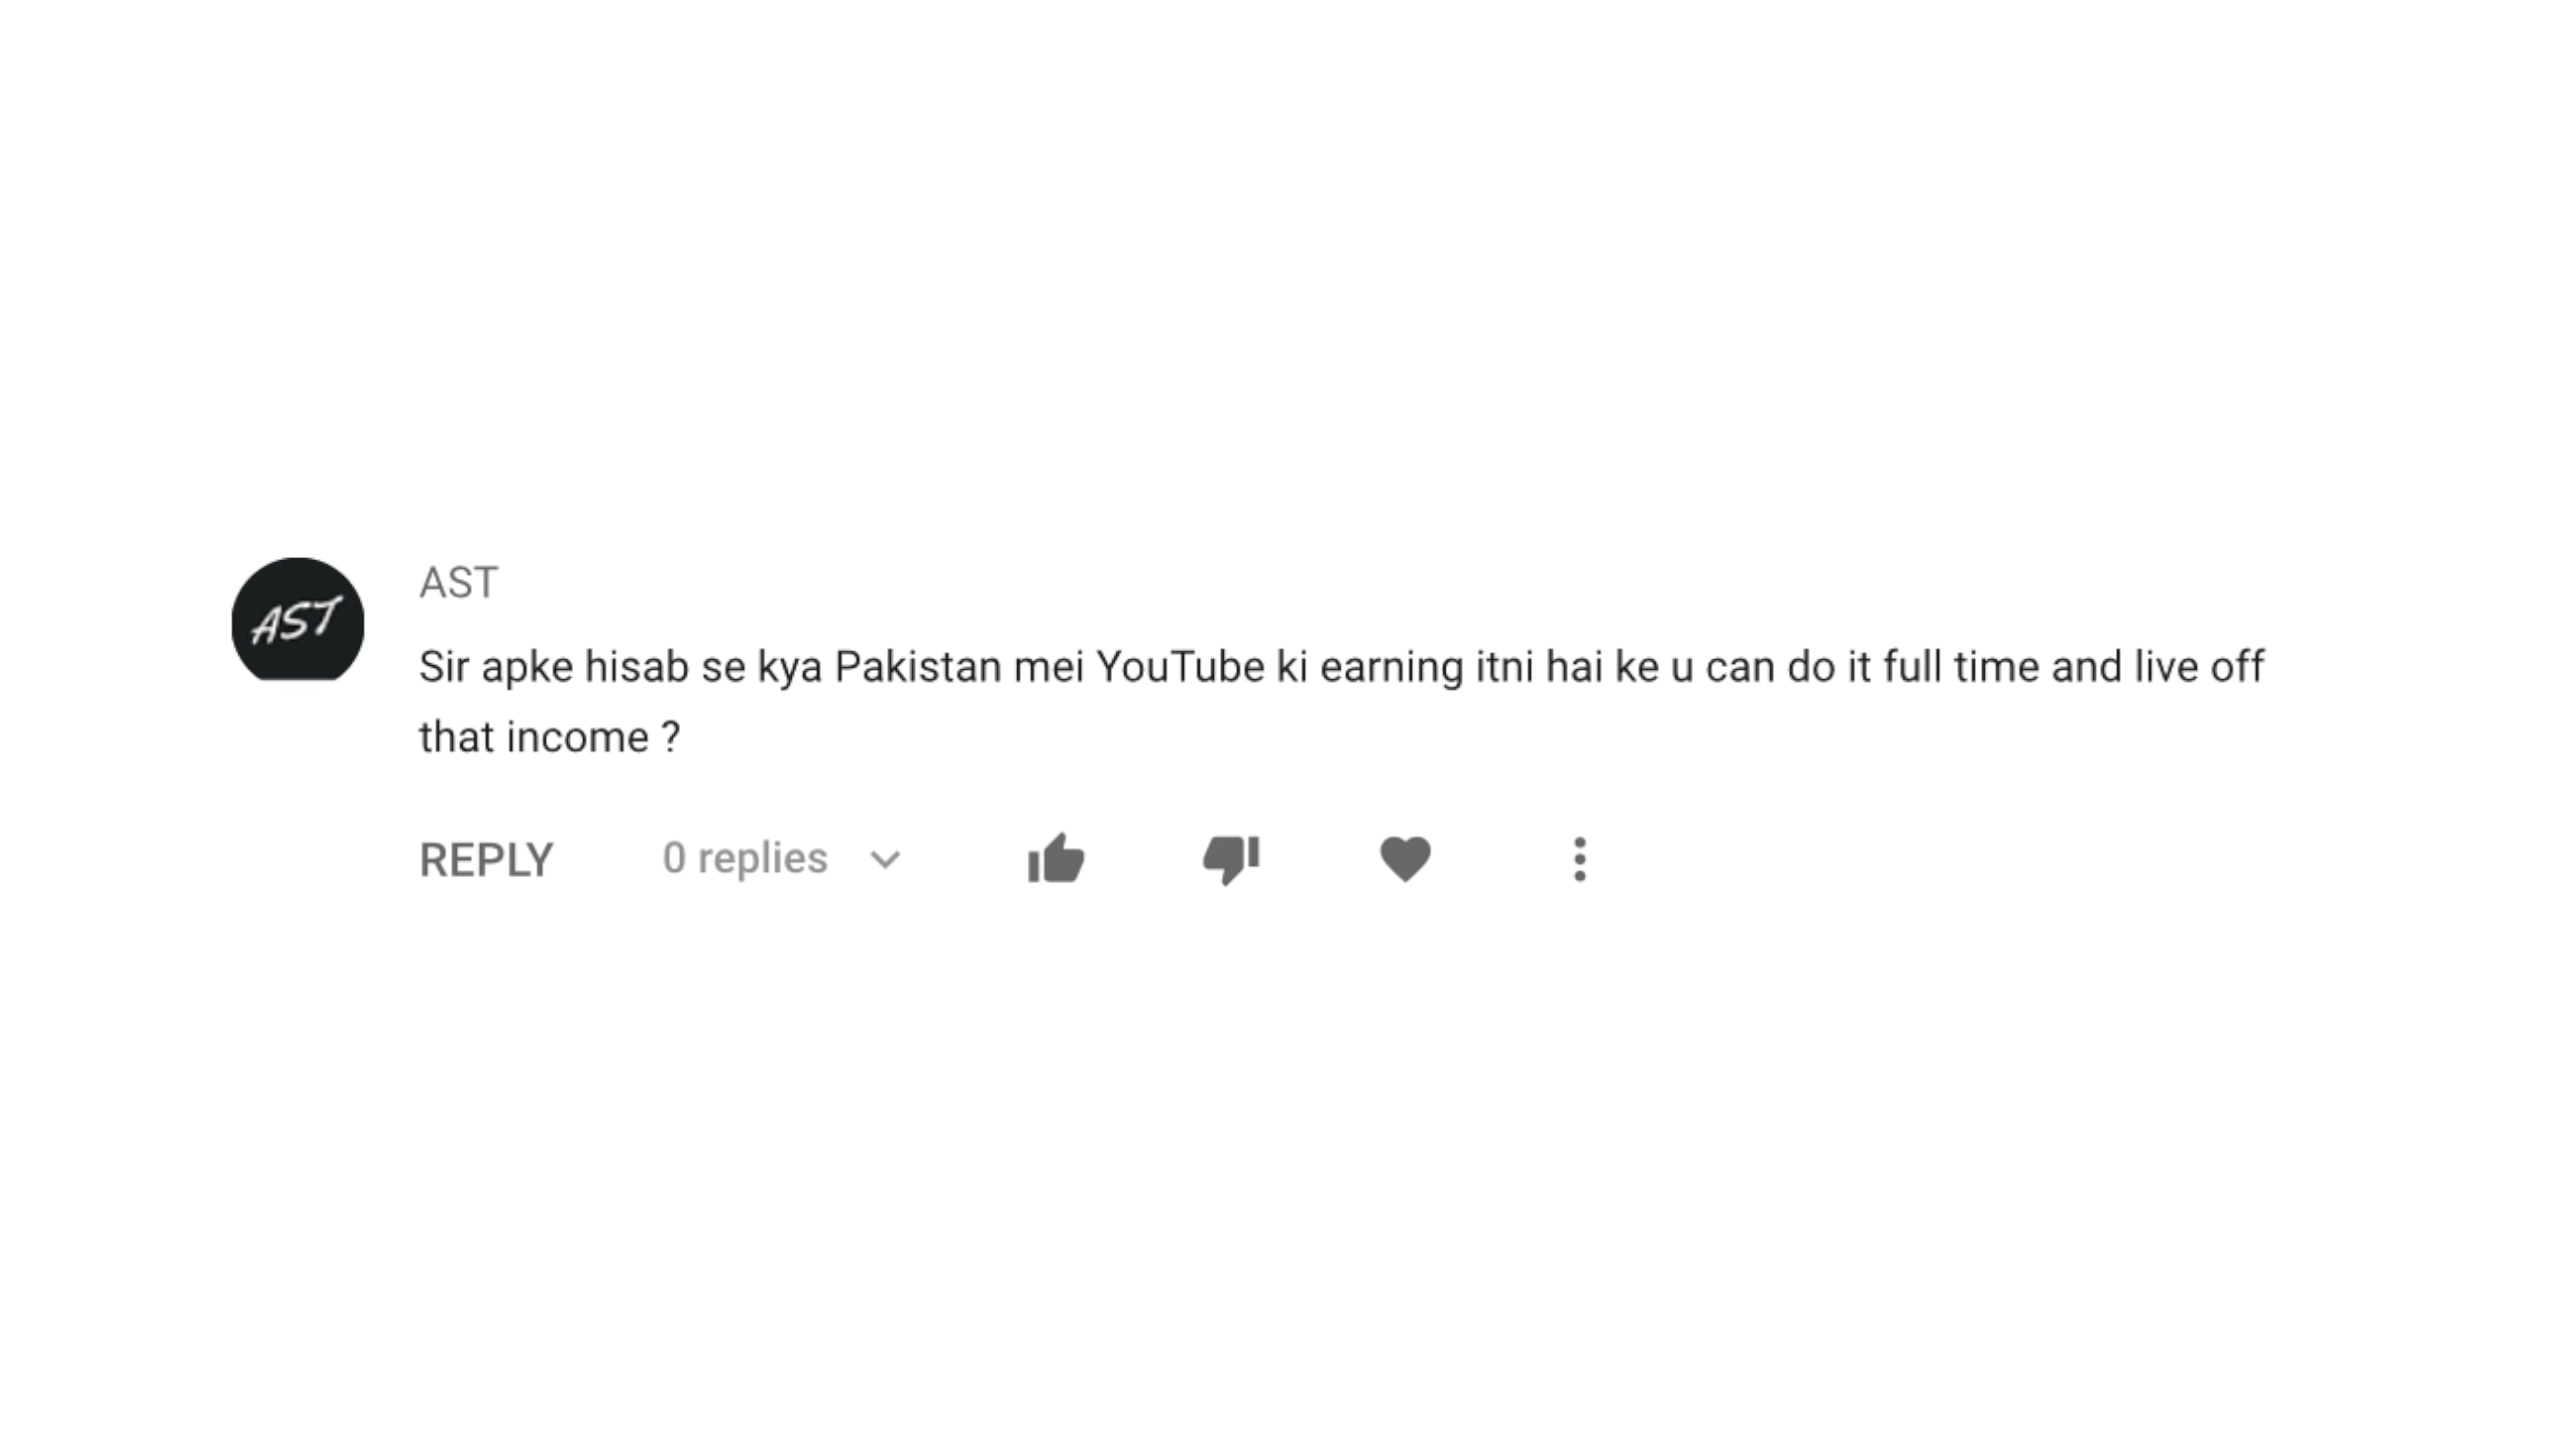 AST
AST
Sir apke hisab se kya Pakistan mei YouTube ki earning itni hai ke u can do it full time and live off
that income ?
REPLY 0 replies